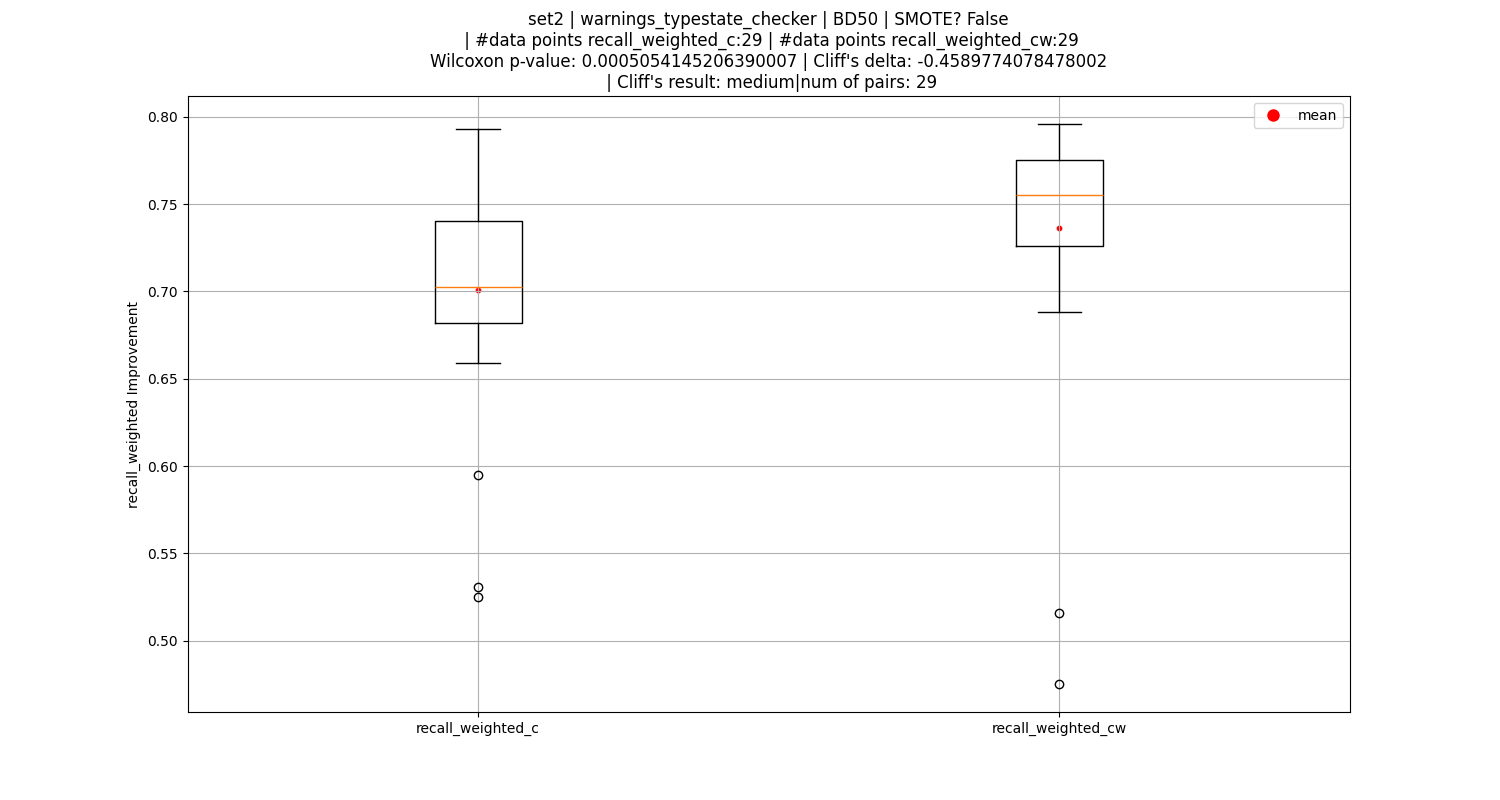 set2 | warnings_typestate_checker | BD50 | SMOTE? False
| #data points recall_weighted_c:29 | #data points recall_weighted_cw:29
Wilcoxon p-value: 0.0005054145206390007 | Cliff's delta: -0.4589774078478002
| Cliff's result: medium|num of pairs: 29
mean
0.80
0.75
0.70
0.65
0.60
0.55
0.50
recall_weighted Improvement
recall_weighted_c
recall_weighted_cw